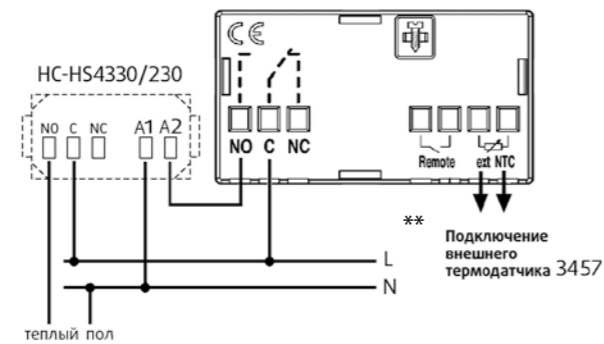 CE
HC-HS4330/230
NO C NC A1 A2
NO C NC
Remote ext NTC
**
L
Подключение
внешнего
термодатчика 3457
N
теплый пол